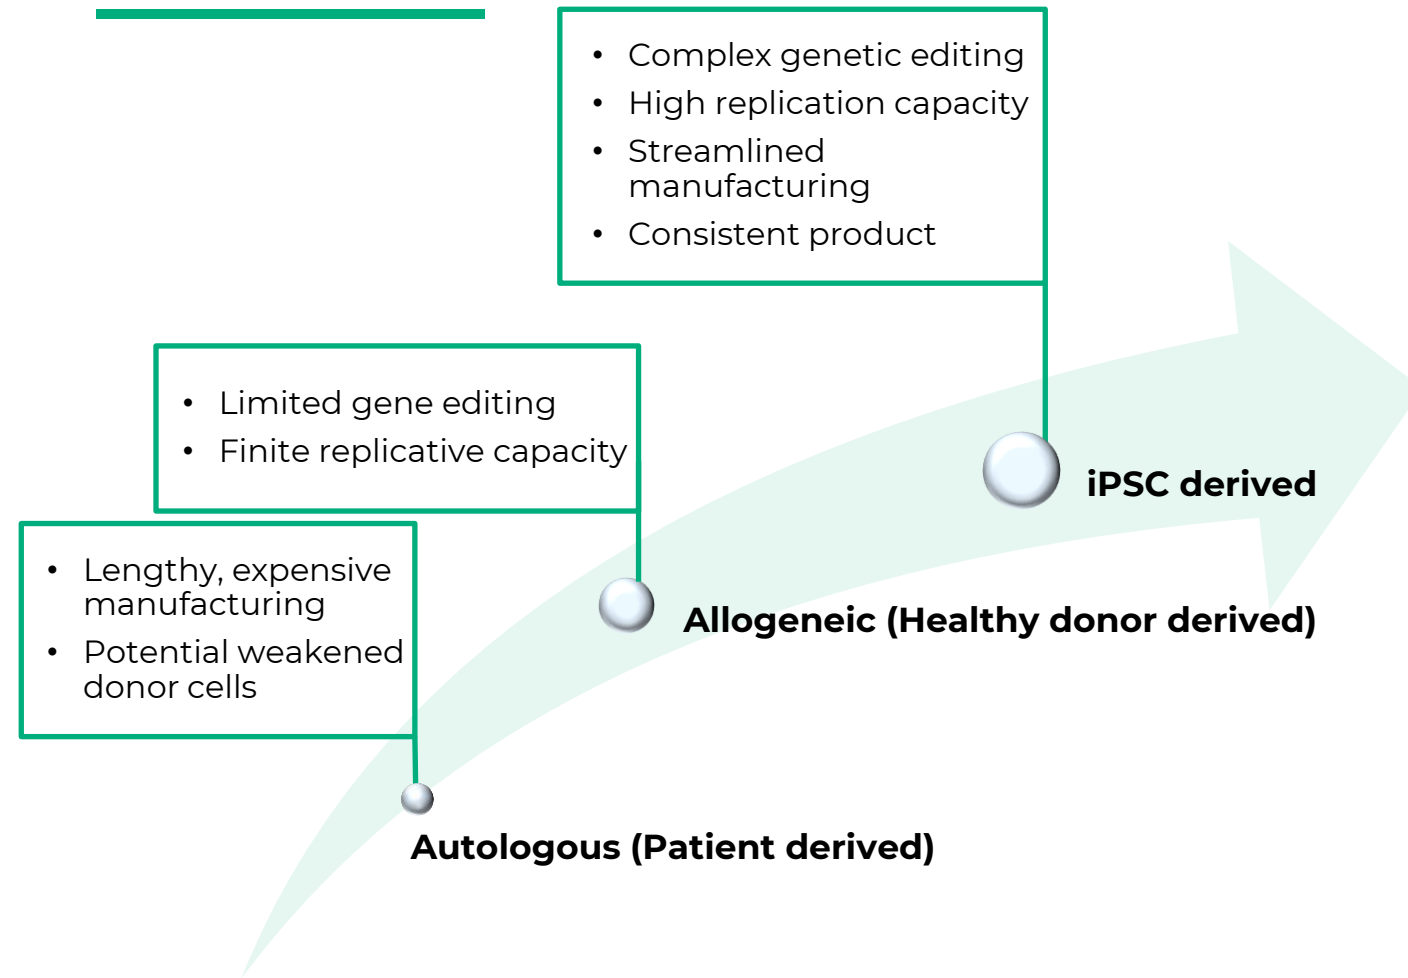 • Complex genetic editing
• High replication capacity
• Streamlined
manufacturing
• Consistent product
• Limited gene editing
• Finite replicative capacity
iPSC derived
• Lengthy, expensive
manufacturing
• Potential weakened
donor cells
Allogeneic (Healthy donor derived)
Autologous (Patient derived)